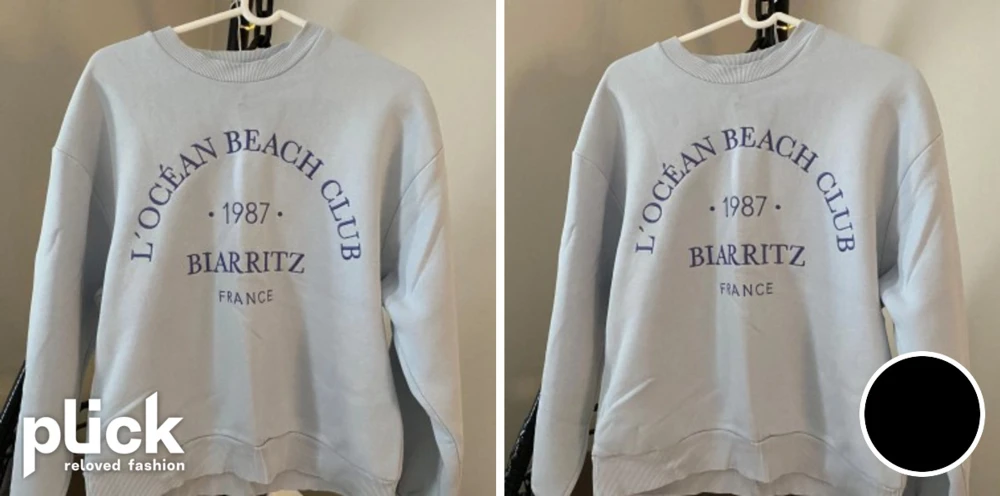 L'OCÉAN BEACH CLUB
• 1987 •
BIARRITZ
FRANCE
plick
reloved fashion
L'OCÉAN BEACH CLUB
• 1987 •
BIARRITZ
FRANCE